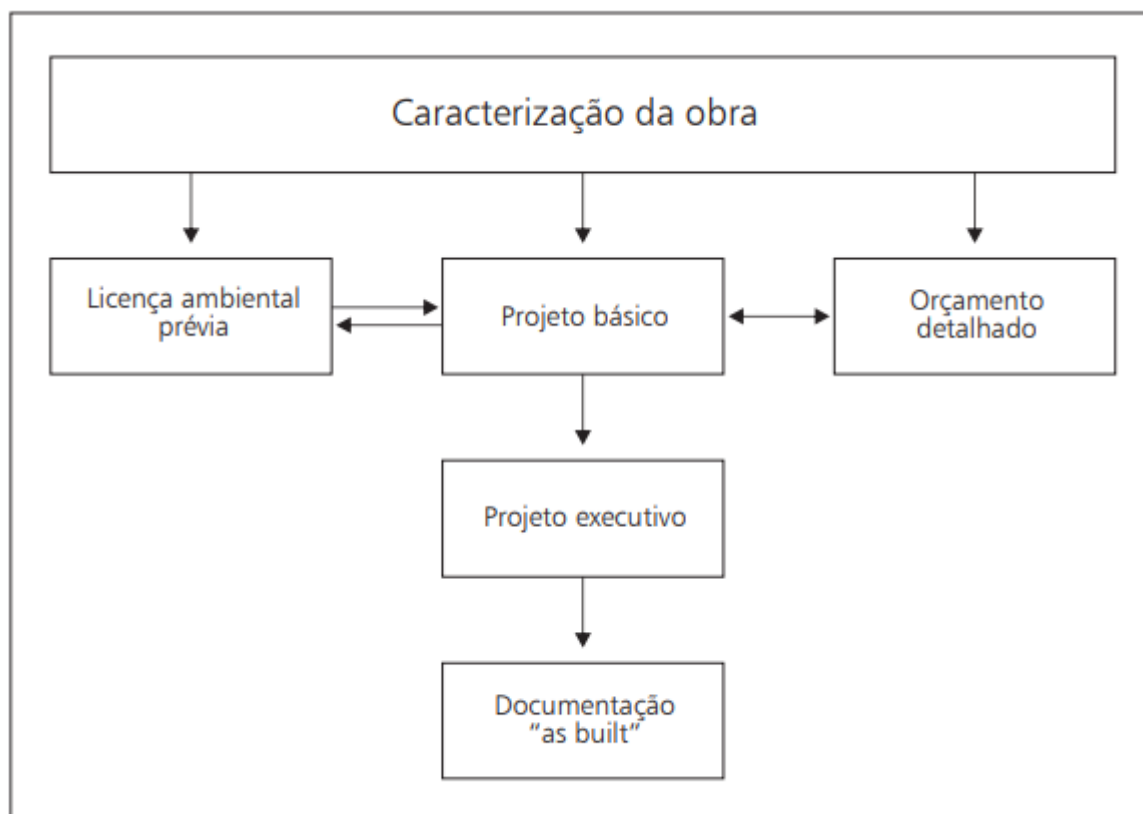 Caracterização da obra
Licença ambiental
prévia
Projeto básico
Orçamento
detalhado
Projeto executivo
Documentação
“as built”